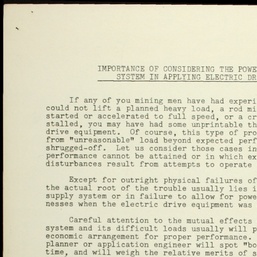 IMPORTANCE OF CONSIDERING THE POWE
SYSTEM IN APPLYING ELECTRIC DR
If any of you mining men have had experi
could not lift a planned heavy load, a rod mi
started or accelerated to full speed, or a cr
stalled, you may have had some unprintable th
drive equipment. Of course, this type of pro
from "unreasonable" load beyond expected perf
shrugged-off. Let us consider those cases in
performance cannot be attained or in which ex
disturbances result from attempts to operate
Except for outright physical failures of
the actual root of the trouble usually lies i
supply system or in failure to allow for powe
nesses when the electric drive equipment was
Careful attention to the mutual effects
system and its difficult loads usually will p
economic arrangement for proper performance.
planner or application engineer will spot "bo
time, and will weigh the relative merits of s